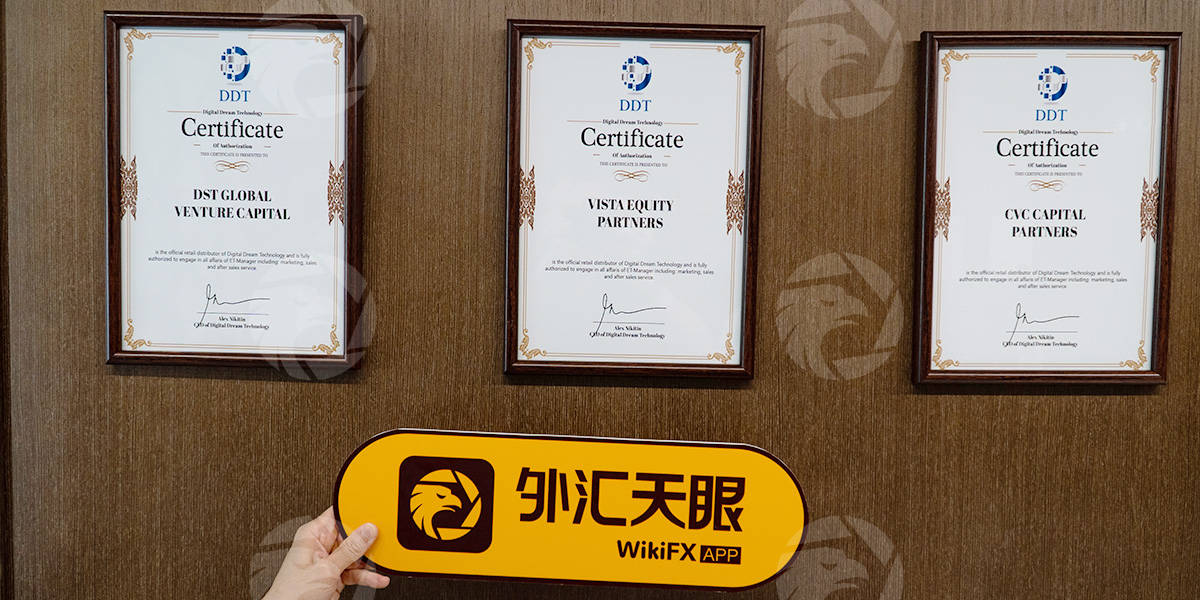 DDT
Digital Dream Technology
Certificate
Of Authorization
THIS CERTIFICATE IS PRESENTED TO
DST GLOBAL
VENTURE CAPITAL
is the official retail distributor of Digital Dream Technology and is fully
authorized to engage in all affaris of ET-Manager including: marketing, sales
and after sales service.
Alex Nikitin
CEO of Digital Dream Technology
DDT
Digital Dream Technology
Certificate
Of Authorization
THIS CERTIFICATE IS PRESENTED TO
VISTA EQUITY
PARTNERS
is the official retail distributor of Digital Dream Technology and is fully
authorized to engage in all affaris of ET-Manager including: marketing, sales
and after sales service.
Alex Nikitin
CEO of Digital Dream Technology
DDT
Digital Dream Technology
Certificate
Of Authorization
THIS CERTIFICATE IS PRESENTED TO
CVC CAPITAL
PARTNERS
is the official retail distributor of Digital Dream Technology and is fully
authorized to engage in all affaris of ET-Manager including: marketing, sales
and after sales service.
Alex Nikitin
CEO of Digital Dream Technology
外汇天眼
WikiFX APP